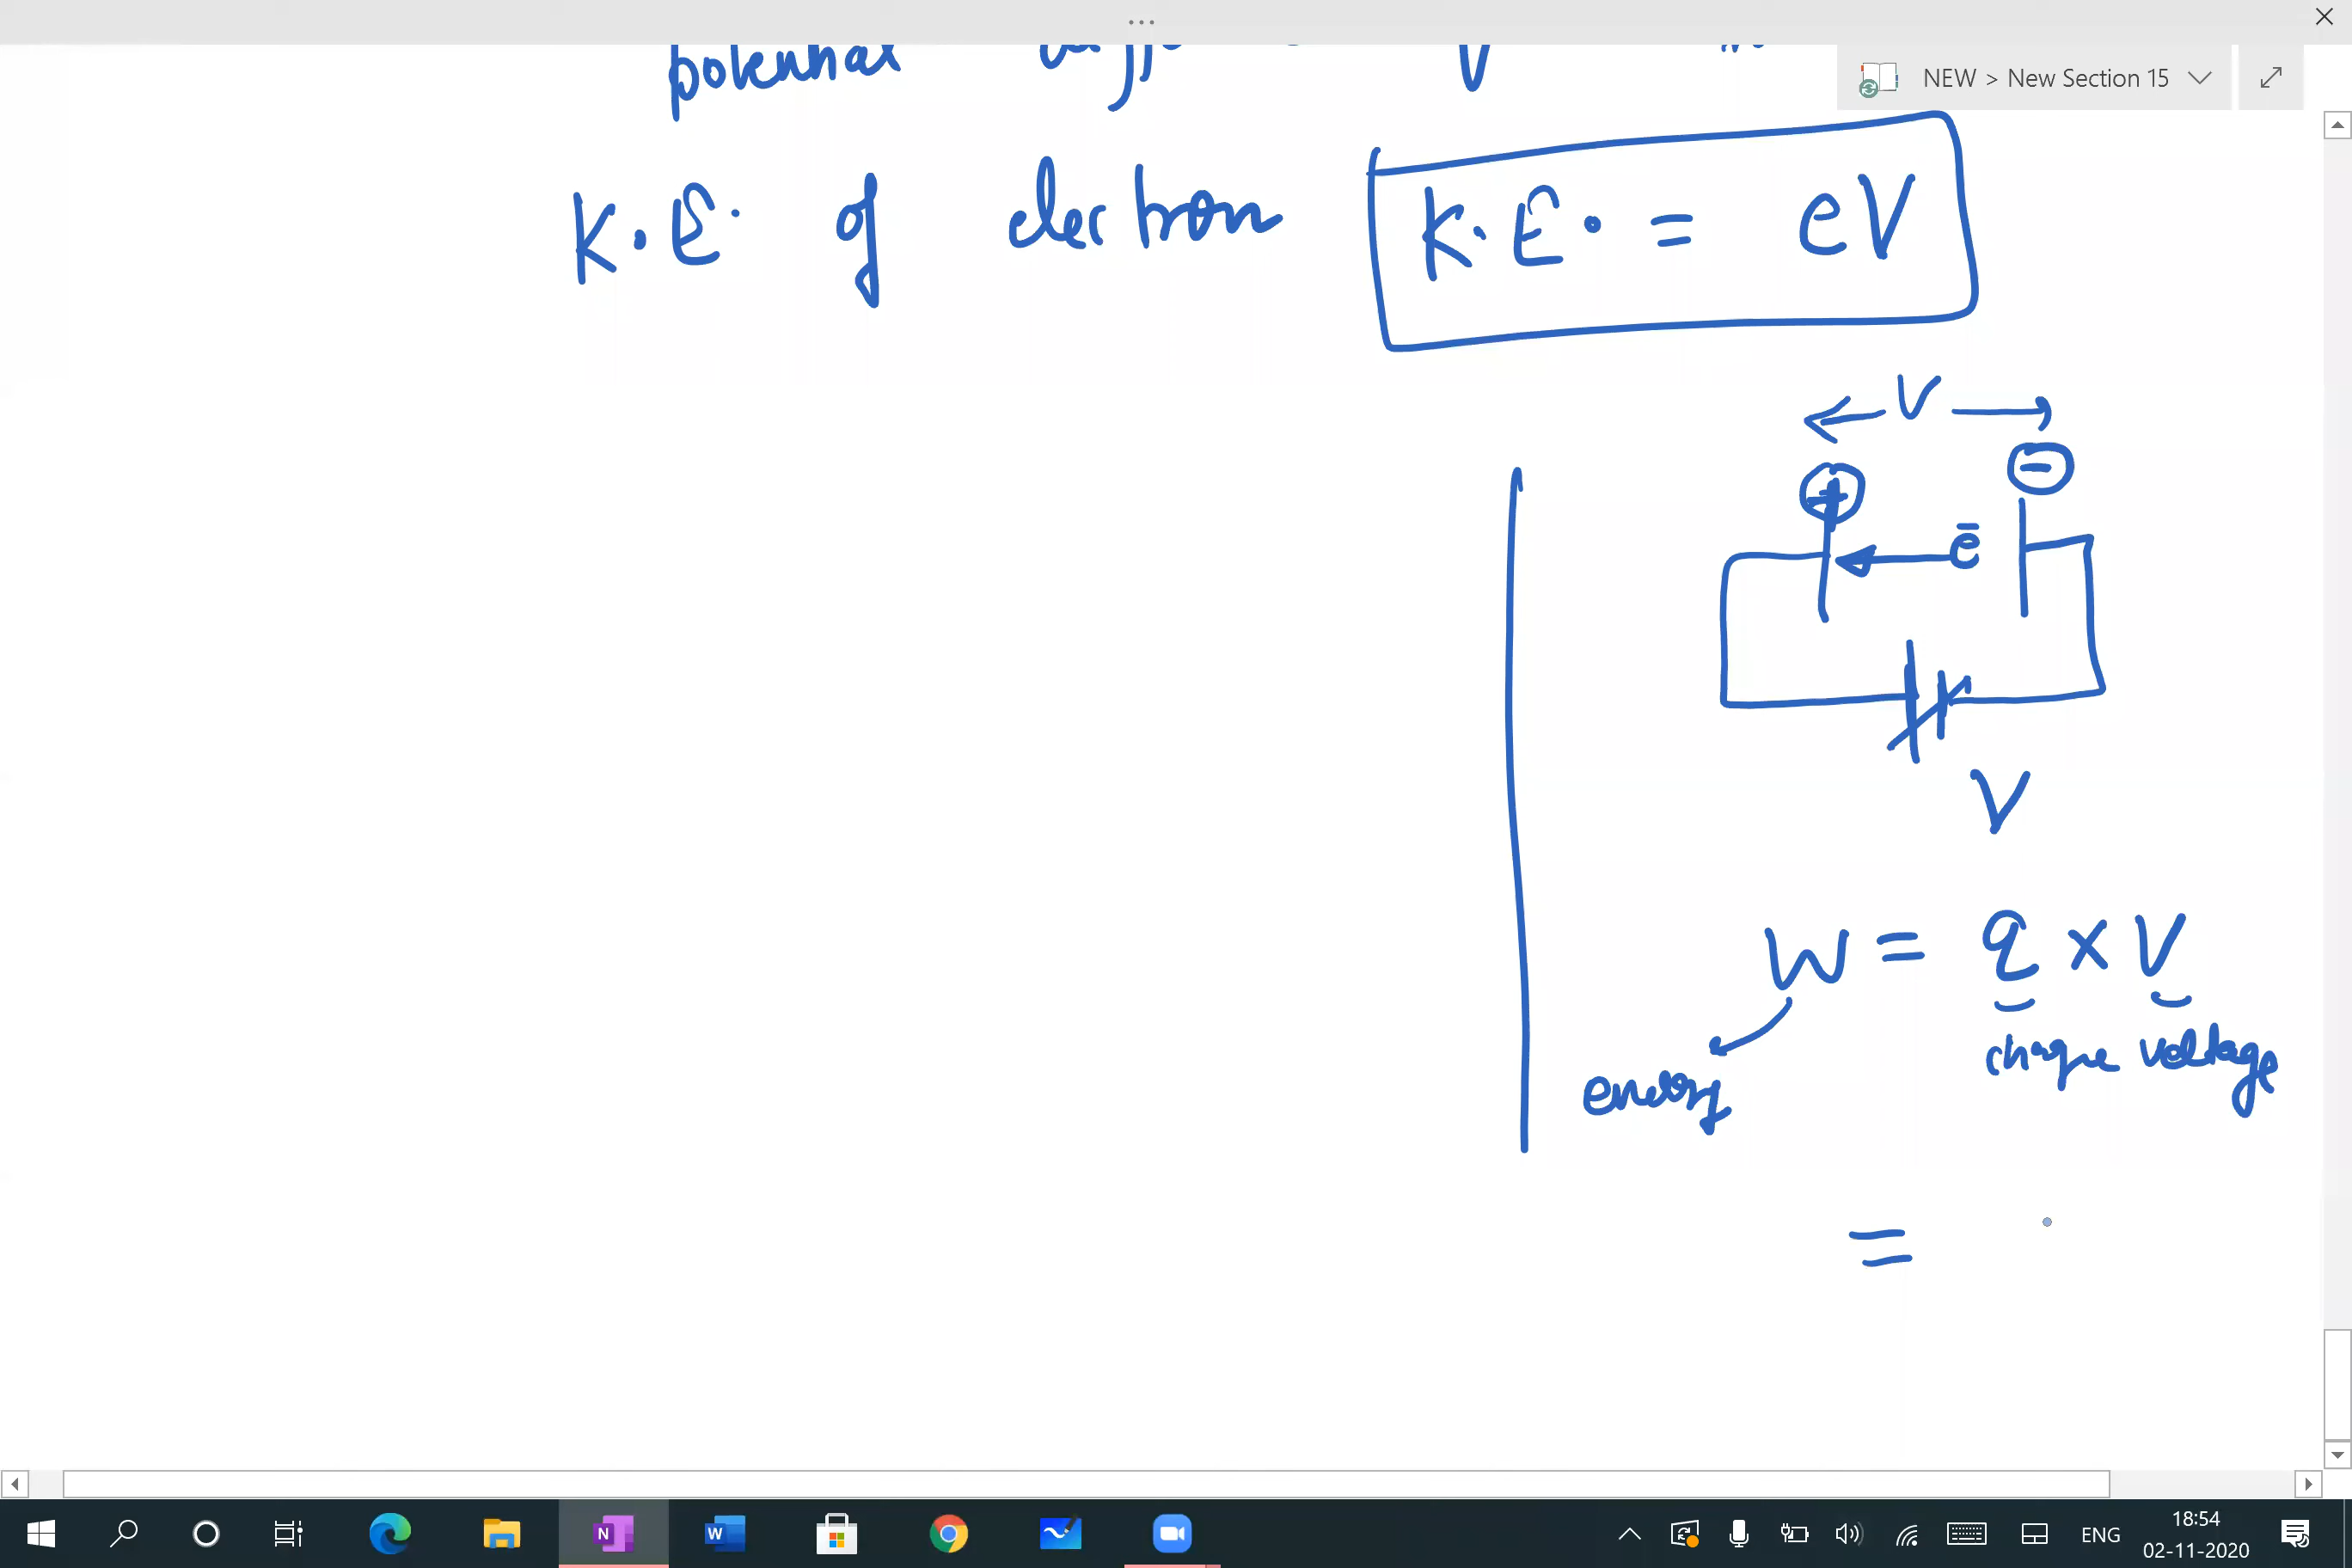 ...
NEW > New Section 15
potential V
K.E. of electron K.E. = eV
V
+ -
e̅
V
W = q x V
charge voltage
energy
=
N W ENG 18:54
02-11-2020